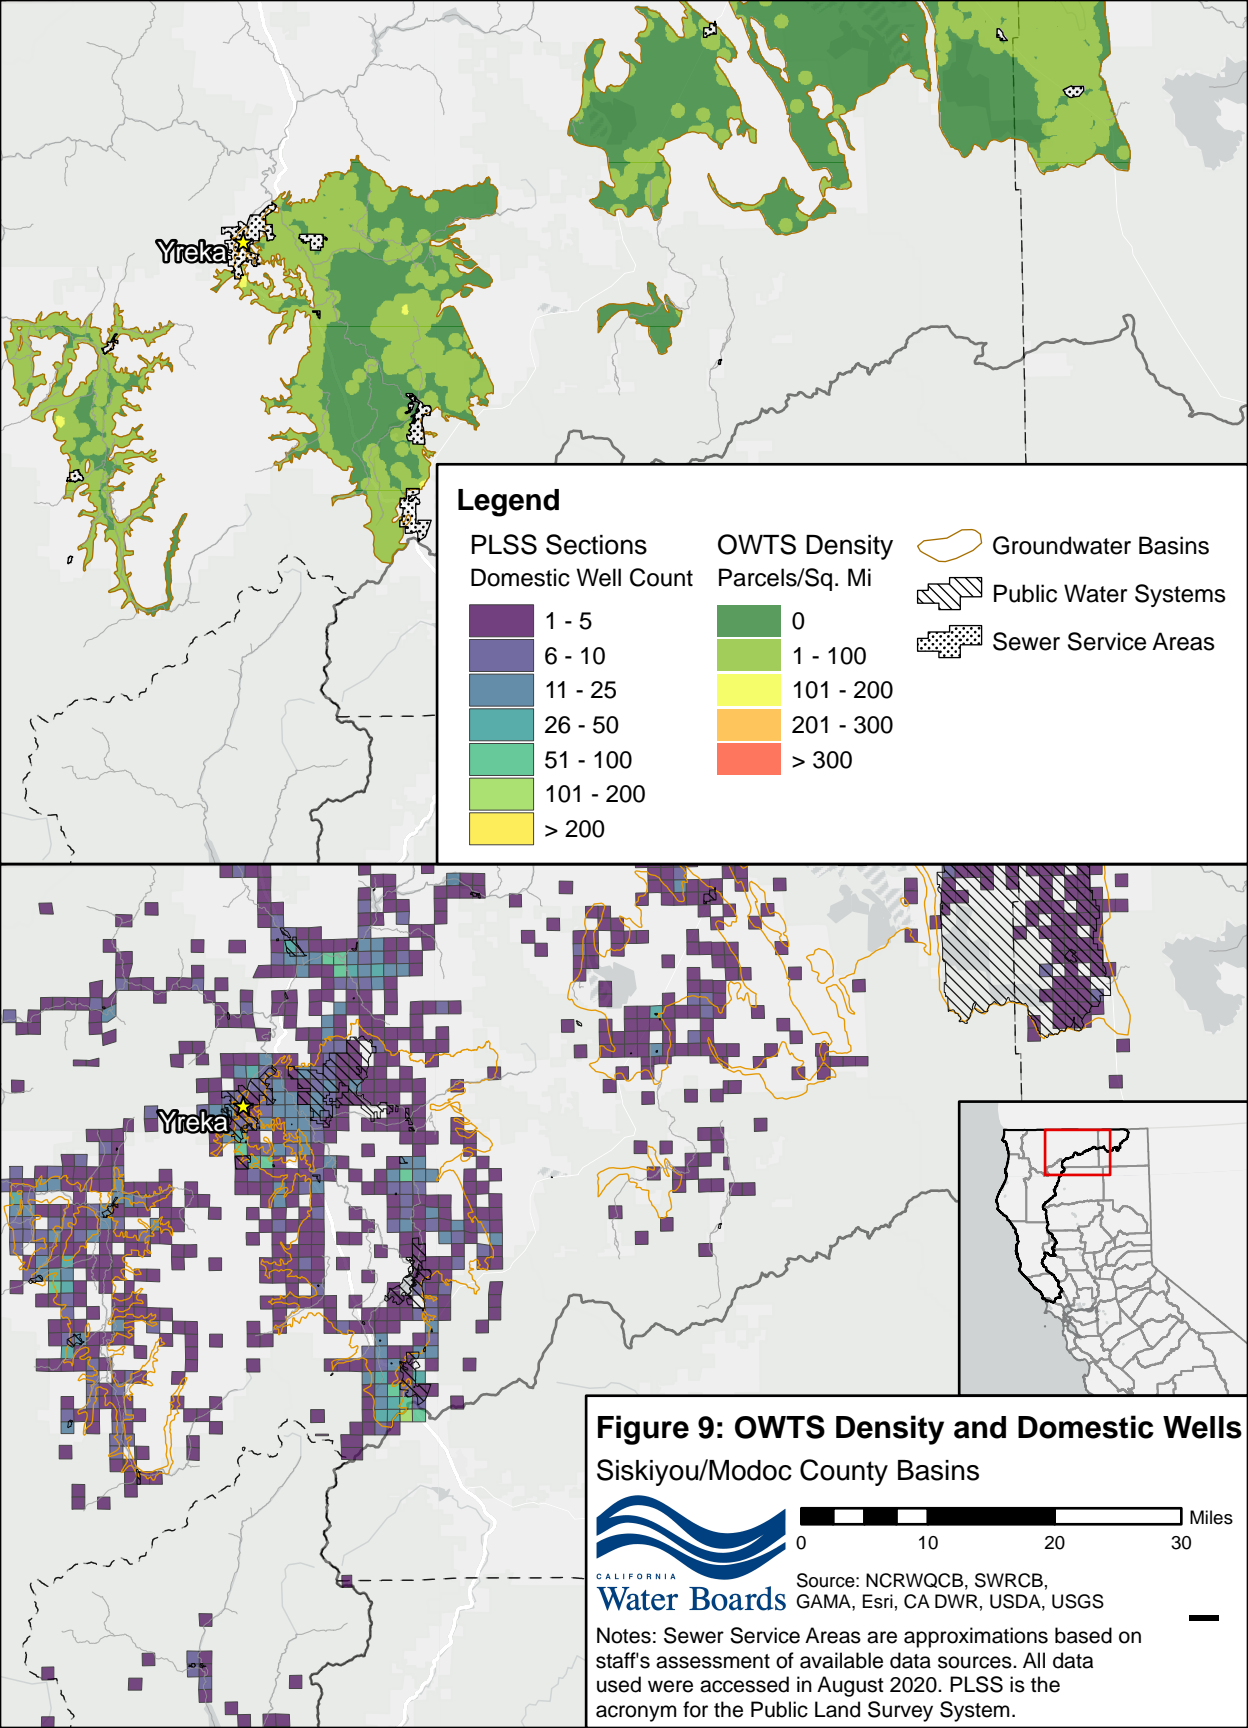 Yreka
Legend
PLSS Sections
Domestic Well Count
1 - 5
6 - 10
11 - 25
26 - 50
51 - 100
101 - 200
> 200
OWTS Density
Parcels/Sq. Mi
0
1 - 100
101 - 200
201 - 300
> 300
Groundwater Basins
Public Water Systems
Sewer Service Areas
Yreka
Figure 9: OWTS Density and Domestic Wells
Siskiyou/Modoc County Basins
CALIFORNIA
Water Boards
Miles
0 10 20 30
Source: NCRWQCB, SWRCB,
GAMA, Esri, CA DWR, USDA, USGS
Notes: Sewer Service Areas are approximations based on
staff's assessment of available data sources. All data
used were accessed in August 2020. PLSS is the
acronym for the Public Land Survey System.